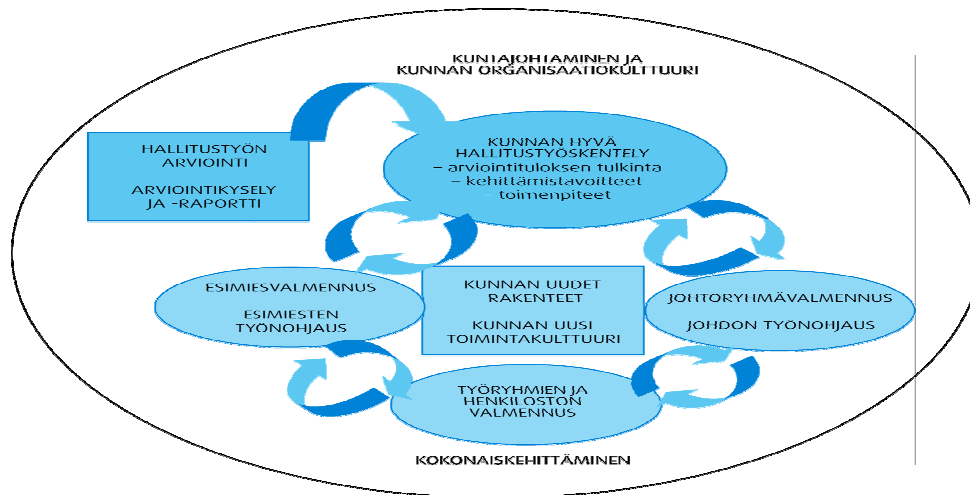 KUNTAJOHTAMINEN JA
KUNNAN ORGANISAATIOKULTTUURI
HALLITUSTYÖN
ARVIOINTI
ARVIOINTIKYSELY
JA -RAPORTTI
KUNNAN HYVÄ
HALLITUSTYÖSKENTELY
– arviointituloksen tulkinta
– kehittämistavoitteet
toimenpiteet
ESIMIESVALMENNUS
ESIMIESTEN
TYÖNOHJAUS
KUNNAN UUDET
RAKENTEET
KUNNAN UUSI
TOIMINTAKULTTUURI
JOHTORYHMÄVALMENNUS
JOHDON TYÖNOHJAUS
TYÖRYHMIEN JA
HENKILOSTON
VALMENNUS
KOKONAISKEHITTÄMINEN